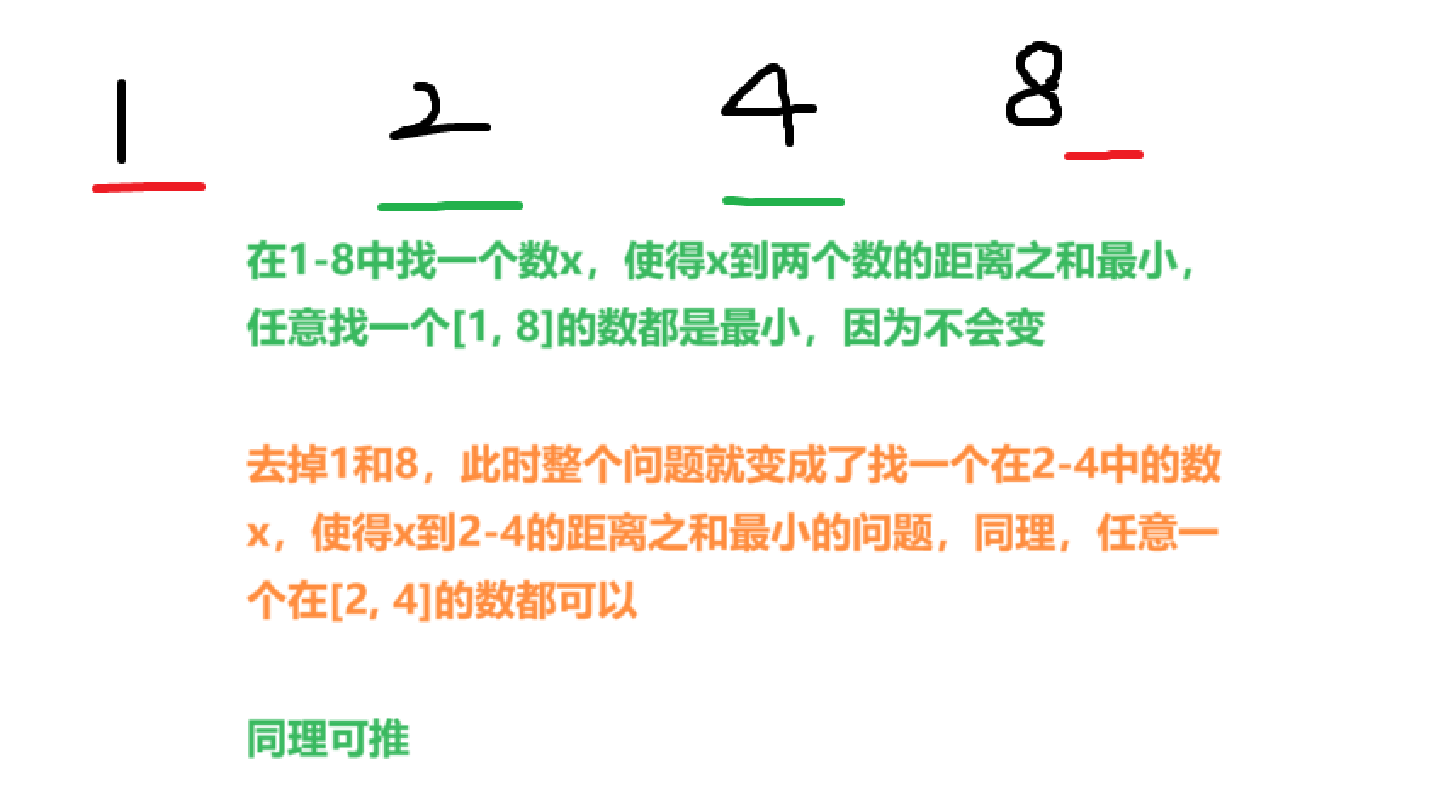 1 2 4 8
在1-8中找一个数x，使得x到两个数的距离之和最小，
任意找一个[1, 8]的数都是最小，因为不会变
去掉1和8，此时整个问题就变成了找一个在2-4中的数
x，使得x到2-4的距离之和最小的问题，同理，任意一
个在[2, 4]的数都可以
同理可推